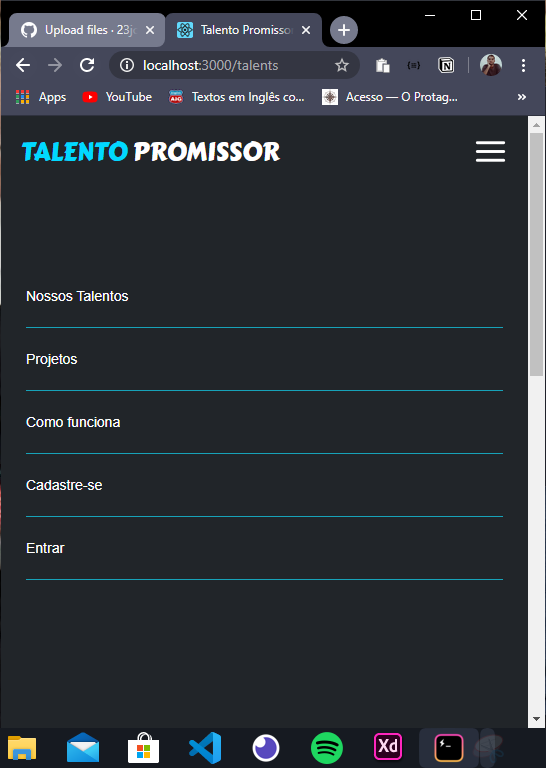 Upload files · 23j
Talento Promisso
localhost:3000/talents
Apps
YouTube
Textos em Inglês co...
Acesso — O Protag...
»
TALENTO PROMISSOR
Nossos Talentos
Projetos
Como funciona
Cadastre-se
Entrar
Xd